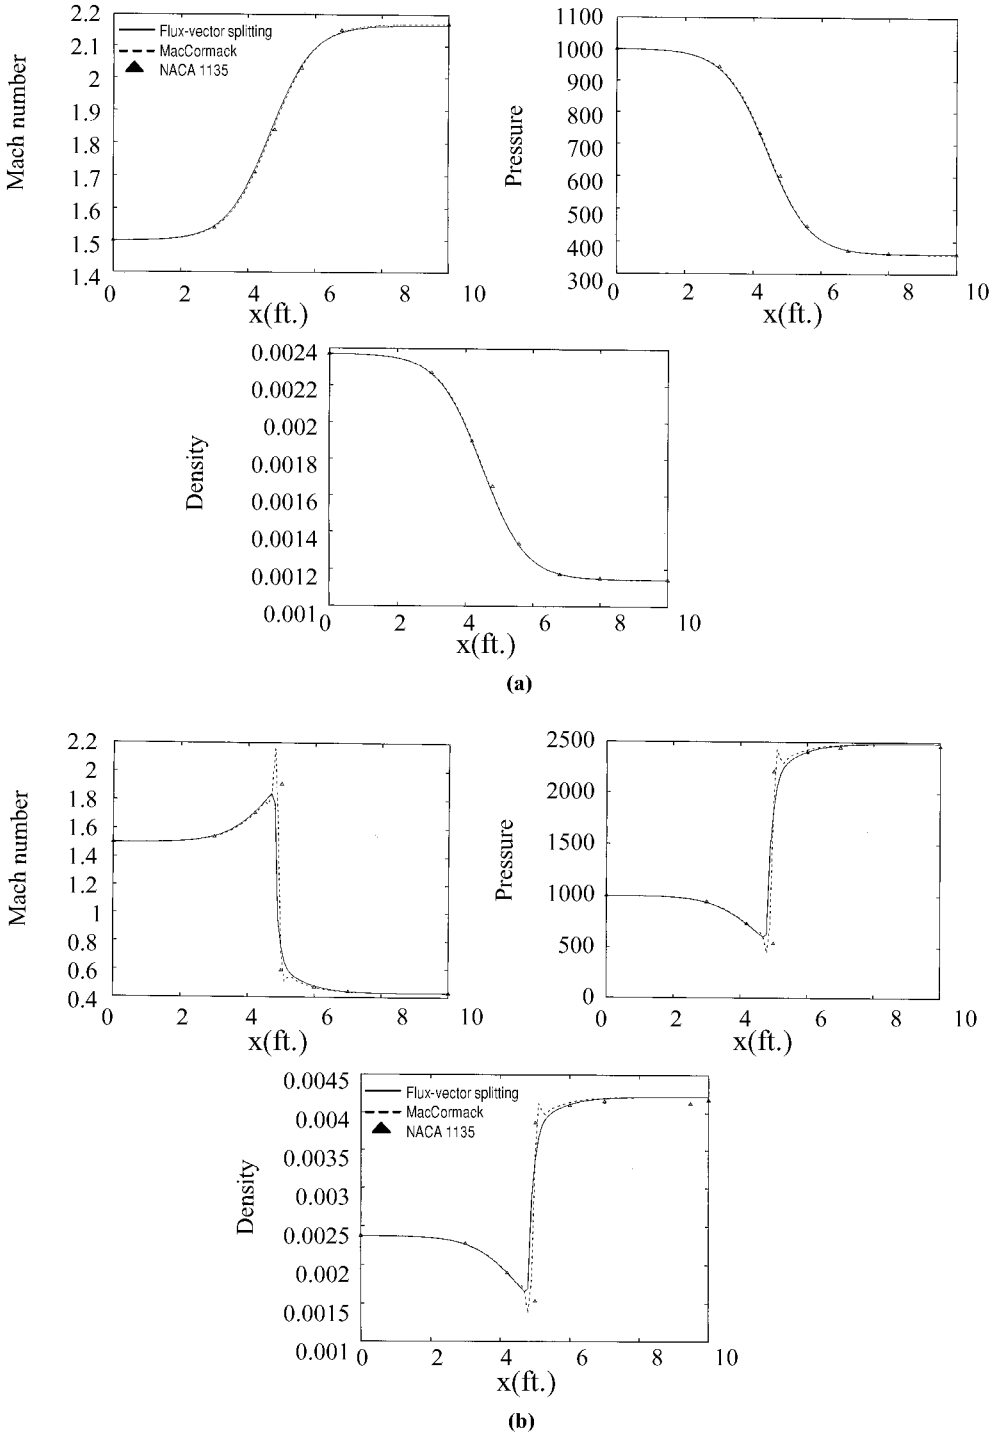 Mach number
2.2
2.1
2
1.9
1.8
1.7
1.6
1.5
1.4
Flux-vector splitting
MacCormack
NACA 1135
0 2 4 6 8 10
x(ft.)
Pressure
1100
1000
900
800
700
600
500
400
300
0 2 4 6 8 10
x(ft.)
Density
0.0024
0.0022
0.002
0.0018
0.0016
0.0014
0.0012
0.001
0 2 4 6 8 10
x(ft.)
(a)
Mach number
2.2
2
1.8
1.6
1.4
1.2
1
0.8
0.6
0.4
0 2 4 6 8 10
x(ft.)
Pressure
2500
2000
1500
1000
500
0
0 2 4 6 8 10
x(ft.)
Density
0.0045
0.004
0.0035
0.003
0.0025
0.002
0.0015
0.001
Flux-vector splitting
MacCormack
NACA 1135
0 2 4 6 8 10
x(ft.)
(b)